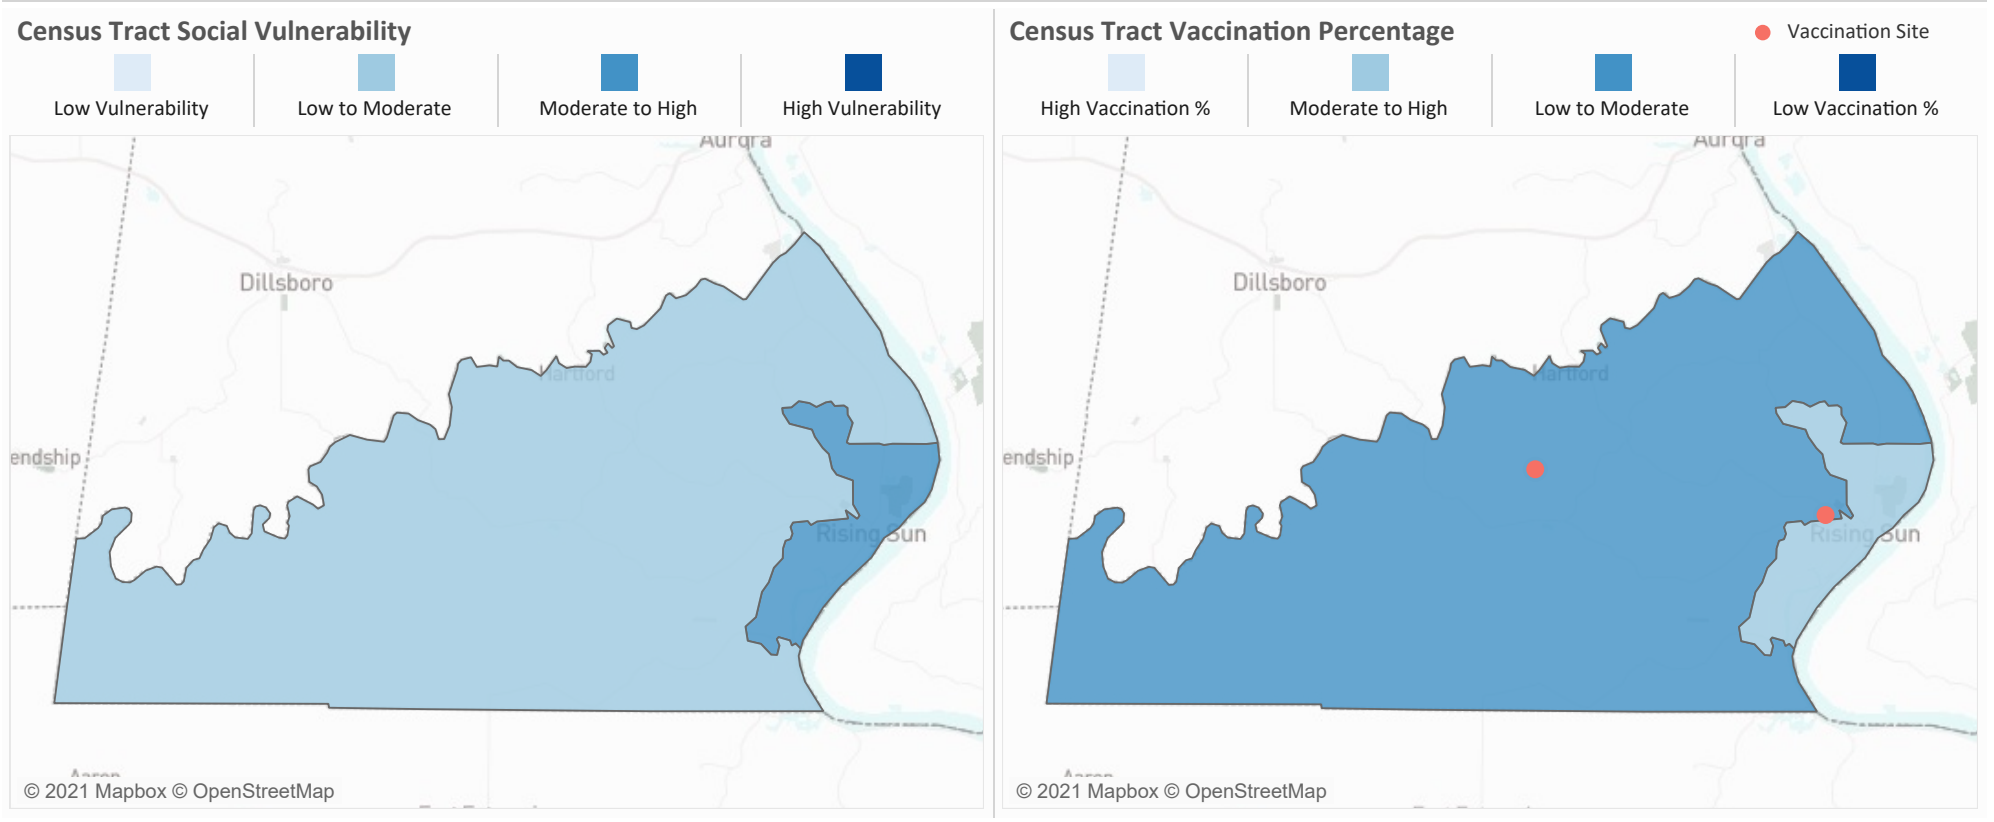 Census Tract Social Vulnerability
Low Vulnerability
Low to Moderate
Moderate to High
High Vulnerability
Aurora
Dillsboro
Hartford
endship
Rising Sun
© 2021 Mapbox © OpenStreetMap
Census Tract Vaccination Percentage
Vaccination Site
High Vaccination %
Moderate to High
Low to Moderate
Low Vaccination %
Aurora
Dillsboro
Hartford
endship
Rising Sun
© 2021 Mapbox © OpenStreetMap